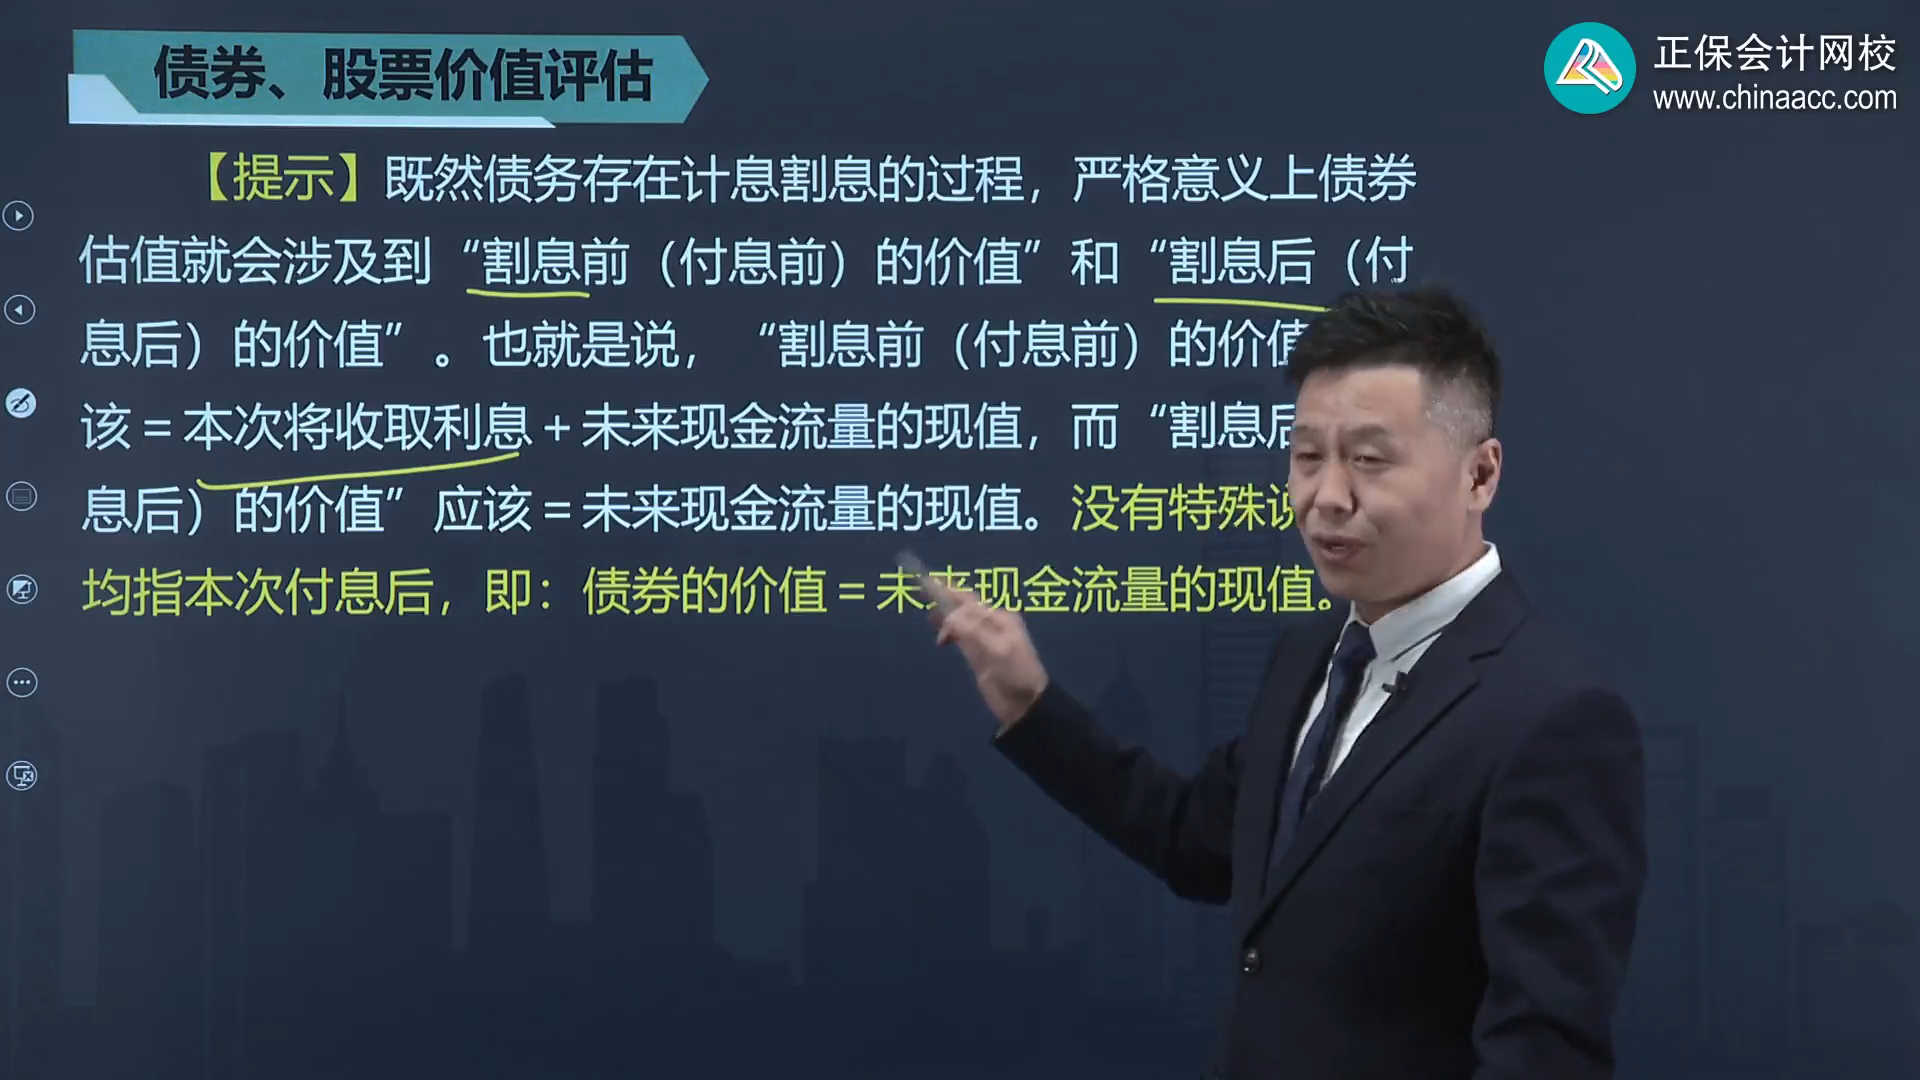 债券、股票价值评估
正保会计网校
www.chinaacc.com
【提示】既然债务存在计息割息的过程，严格意义上债券
估值就会涉及到“割息前（付息前）的价值”和“割息后（付
息后）的价值”。也就是说，“割息前（付息前）的价值
该＝本次将收取利息＋未来现金流量的现值，而“割息后
息后）的价值”应该＝未来现金流量的现值。没有特殊说
均指本次付息后，即：债券的价值＝未来现金流量的现值。